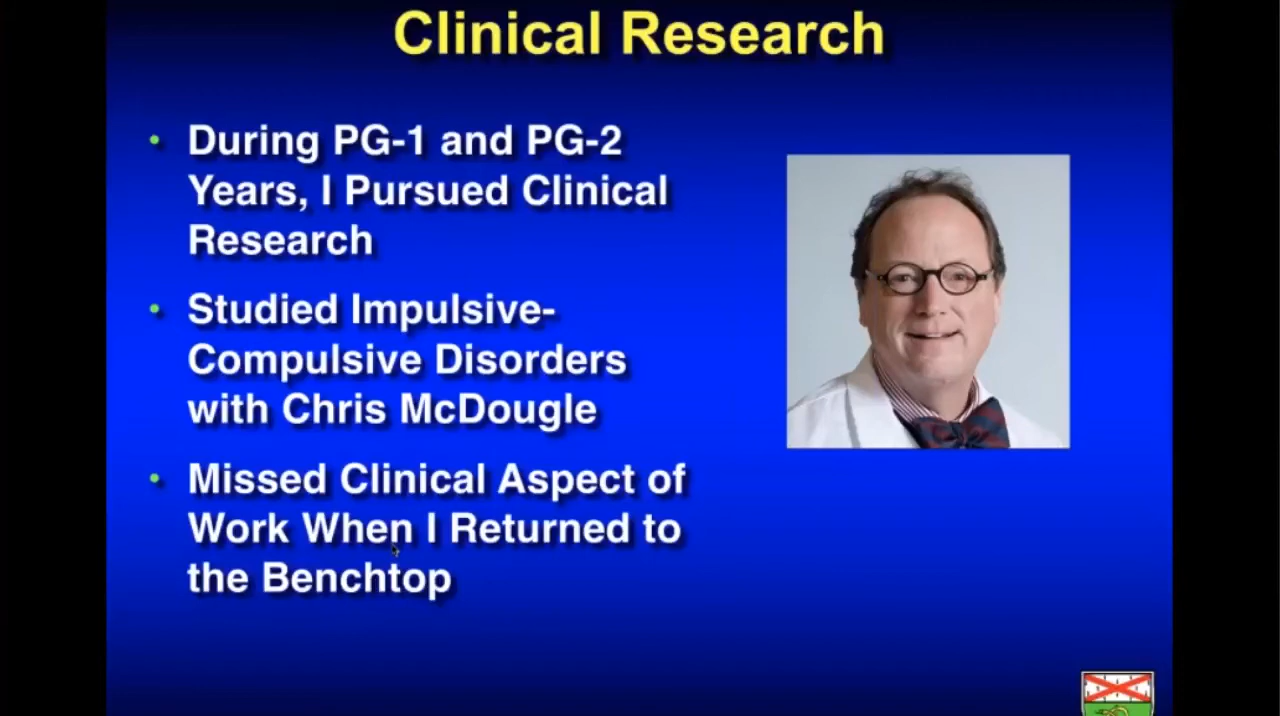 Clinical Research
• During PG-1 and PG-2
Years, I Pursued Clinical
Research
• Studied Impulsive-
Compulsive Disorders
with Chris McDougle
• Missed Clinical Aspect of
Work When I Returned to
the Benchtop